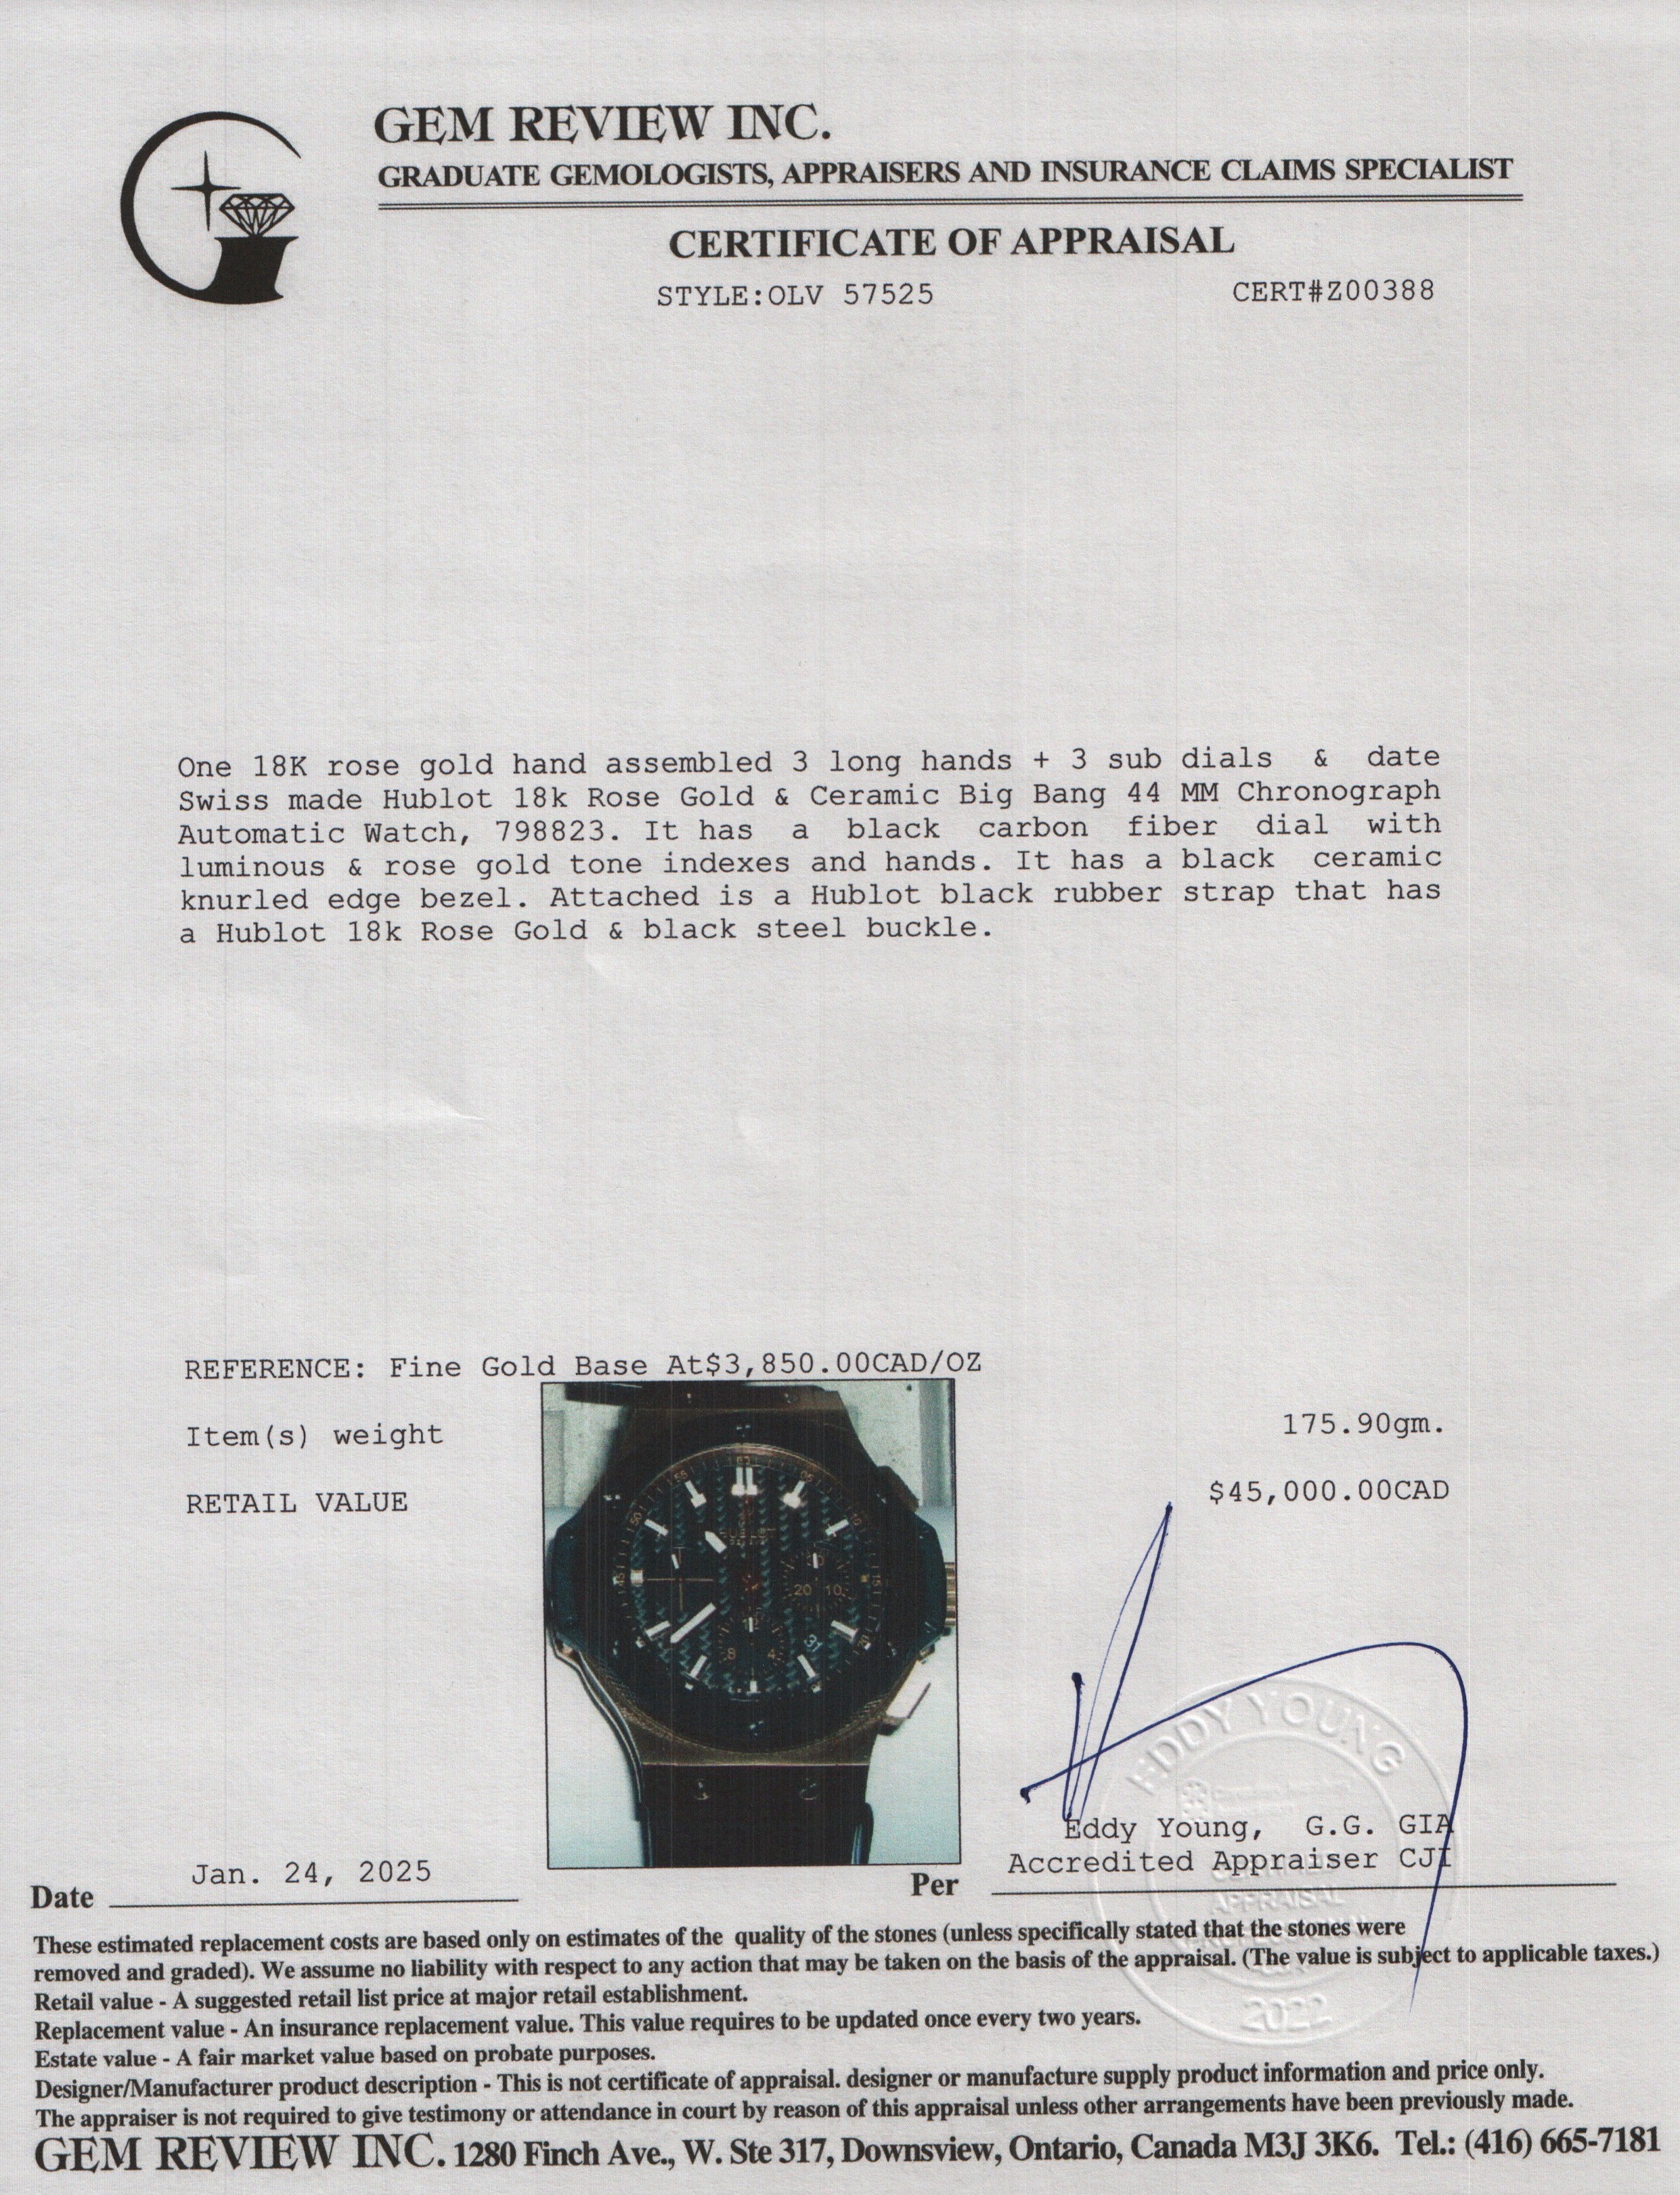 GEM REVIEW INC.
GRADUATE GEMOLOGISTS, APPRAISERS AND INSURANCE CLAIMS SPECIALIST
CERTIFICATE OF APPRAISAL
STYLE:OLV 57525
CERT#Z00388
One 18K rose gold hand assembled 3 long hands + 3 sub dials & date
Swiss made Hublot 18k Rose Gold & Ceramic Big Bang 44 MM Chronograph
Automatic Watch, 798823. It has a black carbon fiber dial with
luminous & rose gold tone indexes and hands. It has a black ceramic
knurled edge bezel. Attached is a Hublot black rubber strap that has
a Hublot 18k Rose Gold & black steel buckle.
REFERENCE: Fine Gold Base At$3,850.00CAD/OZ
Item(s) weight
175.90gm.
RETAIL VALUE
$45,000.00CAD
HUBLOT
20 10
12
8 4
31
EDDY YOUNG
Eddy Young, G.G. GIA
Accredited Appraiser CJI
APPRAISAL
2022
Jan. 24, 2025
Date
Per
These estimated replacement costs are based only on estimates of the quality of the stones (unless specifically stated that the stones were
removed and graded). We assume no liability with respect to any action that may be taken on the basis of the appraisal. (The value is subject to applicable taxes.)
Retail value - A suggested retail list price at major retail establishment.
Replacement value - An insurance replacement value. This value requires to be updated once every two years.
Estate value - A fair market value based on probate purposes.
Designer/Manufacturer product description - This is not certificate of appraisal. designer or manufacture supply product information and price only.
The appraiser is not required to give testimony or attendance in court by reason of this appraisal unless other arrangements have been previously made.
GEM REVIEW INC. 1280 Finch Ave., W. Ste 317, Downsview, Ontario, Canada M3J 3K6. Tel.: (416) 665-7181